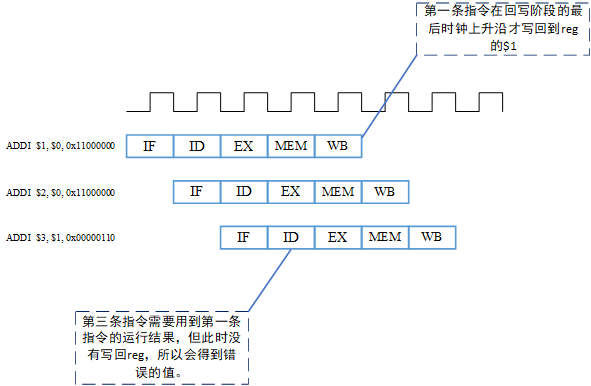 第一条指令在回写阶段的最
后时钟上升沿才写回到reg
的$1
ADDI $1, $0, 0x11000000 IF ID EX MEM WB
ADDI $2, $0, 0x11000000 IF ID EX MEM WB
ADDI $3, $1, 0x00000110 IF ID EX MEM WB
第三条指令需要用到第一条
指令的运行结果，但此时没
有写回reg，所以会得到错
误的值。